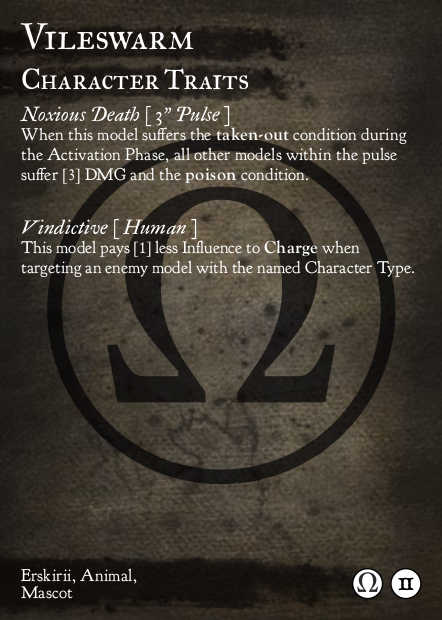 Vileswarm
Character Traits
Noxious Death [ 3" Pulse ]
When this model suffers the taken-out condition during
the Activation Phase, all other models within the pulse
suffer [3] DMG and the poison condition.
Vindictive [ Human ]
This model pays [1] less Influence to Charge when
targeting an enemy model with the named Character Type.
Ω
Erskirii, Animal,
Mascot
Ω II